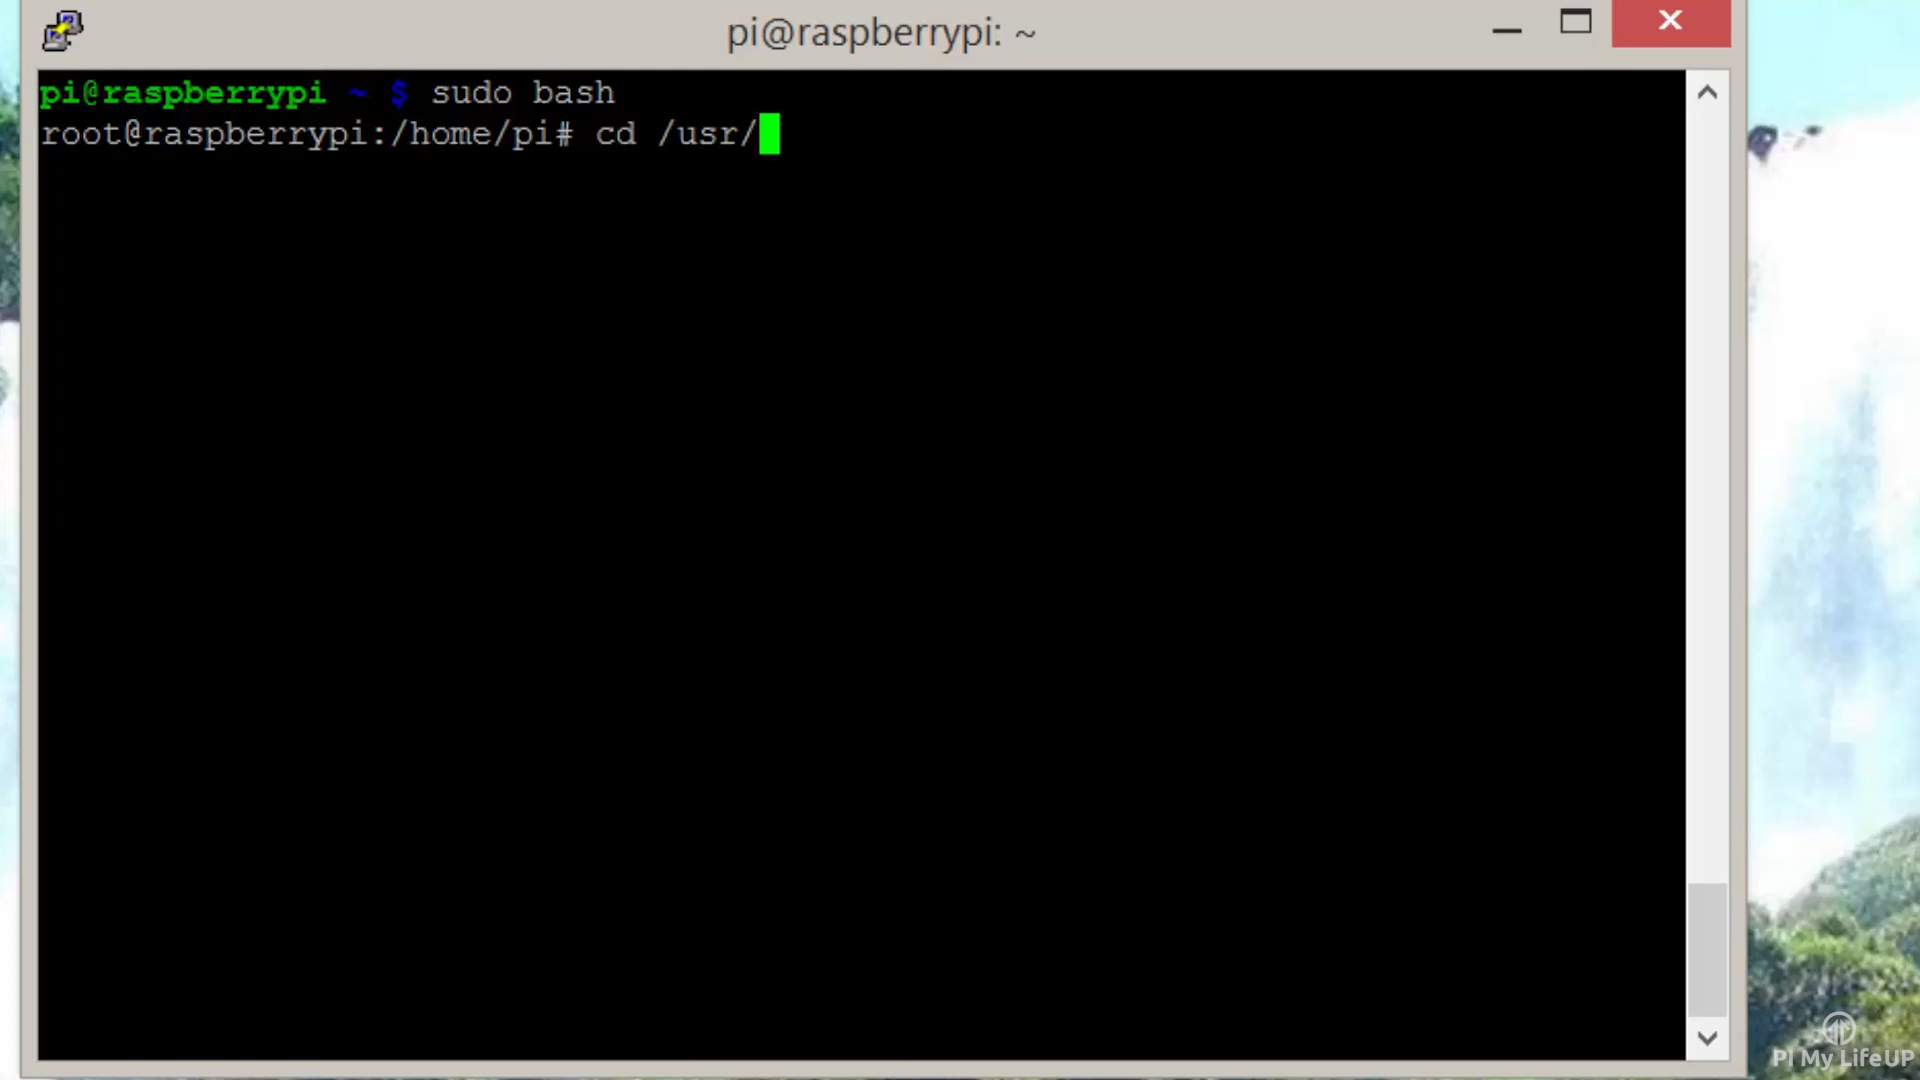 pi@raspberrypi: ~
pi@raspberrypi ~ $ sudo bash
root@raspberrypi:/home/pi# cd /usr/
PI My LifeUP